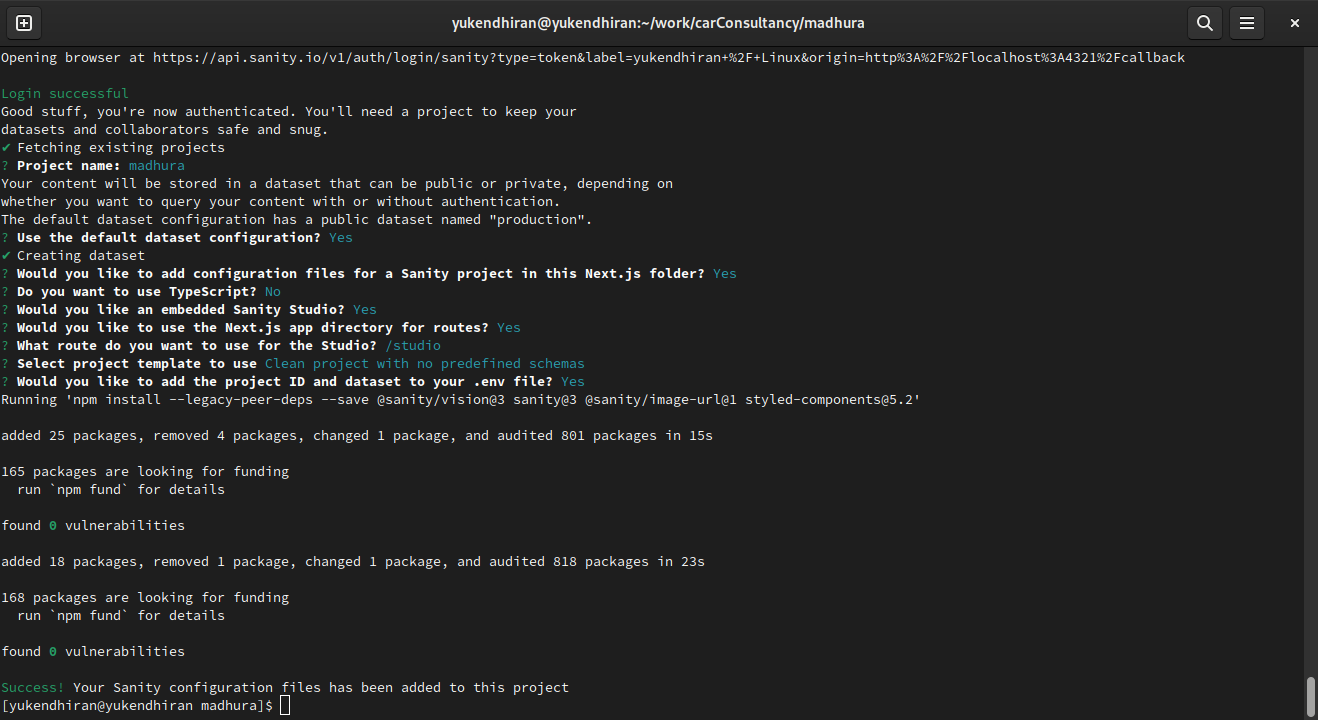 yukendhiran@yukendhiran:~/work/carConsultancy/madhura
Opening browser at https://api.sanity.io/v1/auth/login/sanity?type=token&label=yukendhiran+%2F+Linux&origin=http%3A%2F%2Flocalhost%3A4321%2Fcallback
Login successful
Good stuff, you're now authenticated. You'll need a project to keep your
datasets and collaborators safe and snug.
✔ Fetching existing projects
? Project name: madhura
Your content will be stored in a dataset that can be public or private, depending on
whether you want to query your content with or without authentication.
The default dataset configuration has a public dataset named "production".
? Use the default dataset configuration? Yes
✔ Creating dataset
? Would you like to add configuration files for a Sanity project in this Next.js folder? Yes
? Do you want to use TypeScript? No
? Would you like an embedded Sanity Studio? Yes
? Would you like to use the Next.js app directory for routes? Yes
? What route do you want to use for the Studio? /studio
? Select project template to use Clean project with no predefined schemas
? Would you like to add the project ID and dataset to your .env file? Yes
Running 'npm install --legacy-peer-deps --save @sanity/vision@3 sanity@3 @sanity/image-url@1 styled-components@5.2'
added 25 packages, removed 4 packages, changed 1 package, and audited 801 packages in 15s
165 packages are looking for funding
  run `npm fund` for details
found 0 vulnerabilities
added 18 packages, removed 1 package, changed 1 package, and audited 818 packages in 23s
168 packages are looking for funding
  run `npm fund` for details
found 0 vulnerabilities
Success! Your Sanity configuration files has been added to this project
[yukendhiran@yukendhiran madhura]$